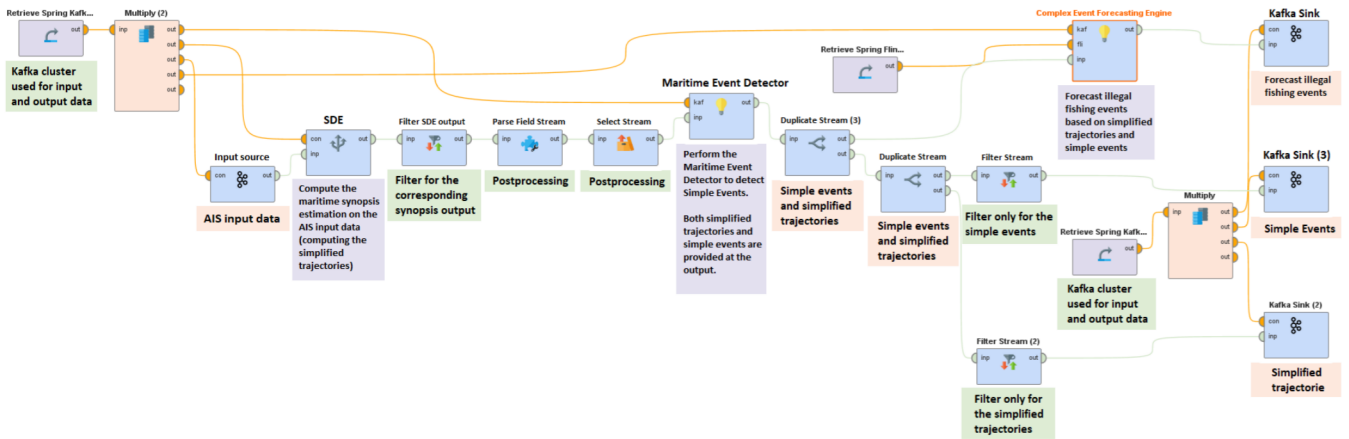 Retrieve Spring Kafk...
out
Kafka cluster
used for input
and output data
Multiply (2)
inp
out
out
out
out
out
Input source
con
out
AIS input data
SDE
con
out
inp
Compute the
maritime synopsis
estimation on the
AIS input data
(computing the
simplified
trajectories)
Filter SDE output
inp
out
Filter for the
corresponding
synopsis output
Parse Field Stream
inp
out
Postprocessing
Select Stream
inp
out
Postprocessing
Maritime Event Detector
kaf
out
inp
Perform the
Maritime Event
Detector to detect
Simple Events.
Both simplified
trajectories and
simple events are
provided at the
output.
Duplicate Stream (3)
inp
out
out
Simple events
and simplified
trajectories
Retrieve Spring Flin...
out
Complex Event Forecasting Engine
kaf
out
fli
inp
Forecast illegal
fishing events
based on simplified
trajectories and
simple events
Duplicate Stream
inp
out
out
Simple events
and simplified
trajectories
Filter Stream
inp
out
Filter only for the
simple events
Filter Stream (2)
inp
out
Filter only for
the simplified
trajectories
Retrieve Spring Kafk...
out
Kafka cluster
used for input
and output data
Multiply
inp
out
out
out
out
Kafka Sink
con
inp
Forecast illegal
fishing events
Kafka Sink (3)
con
inp
Simple Events
Kafka Sink (2)
con
inp
Simplified
trajectorie